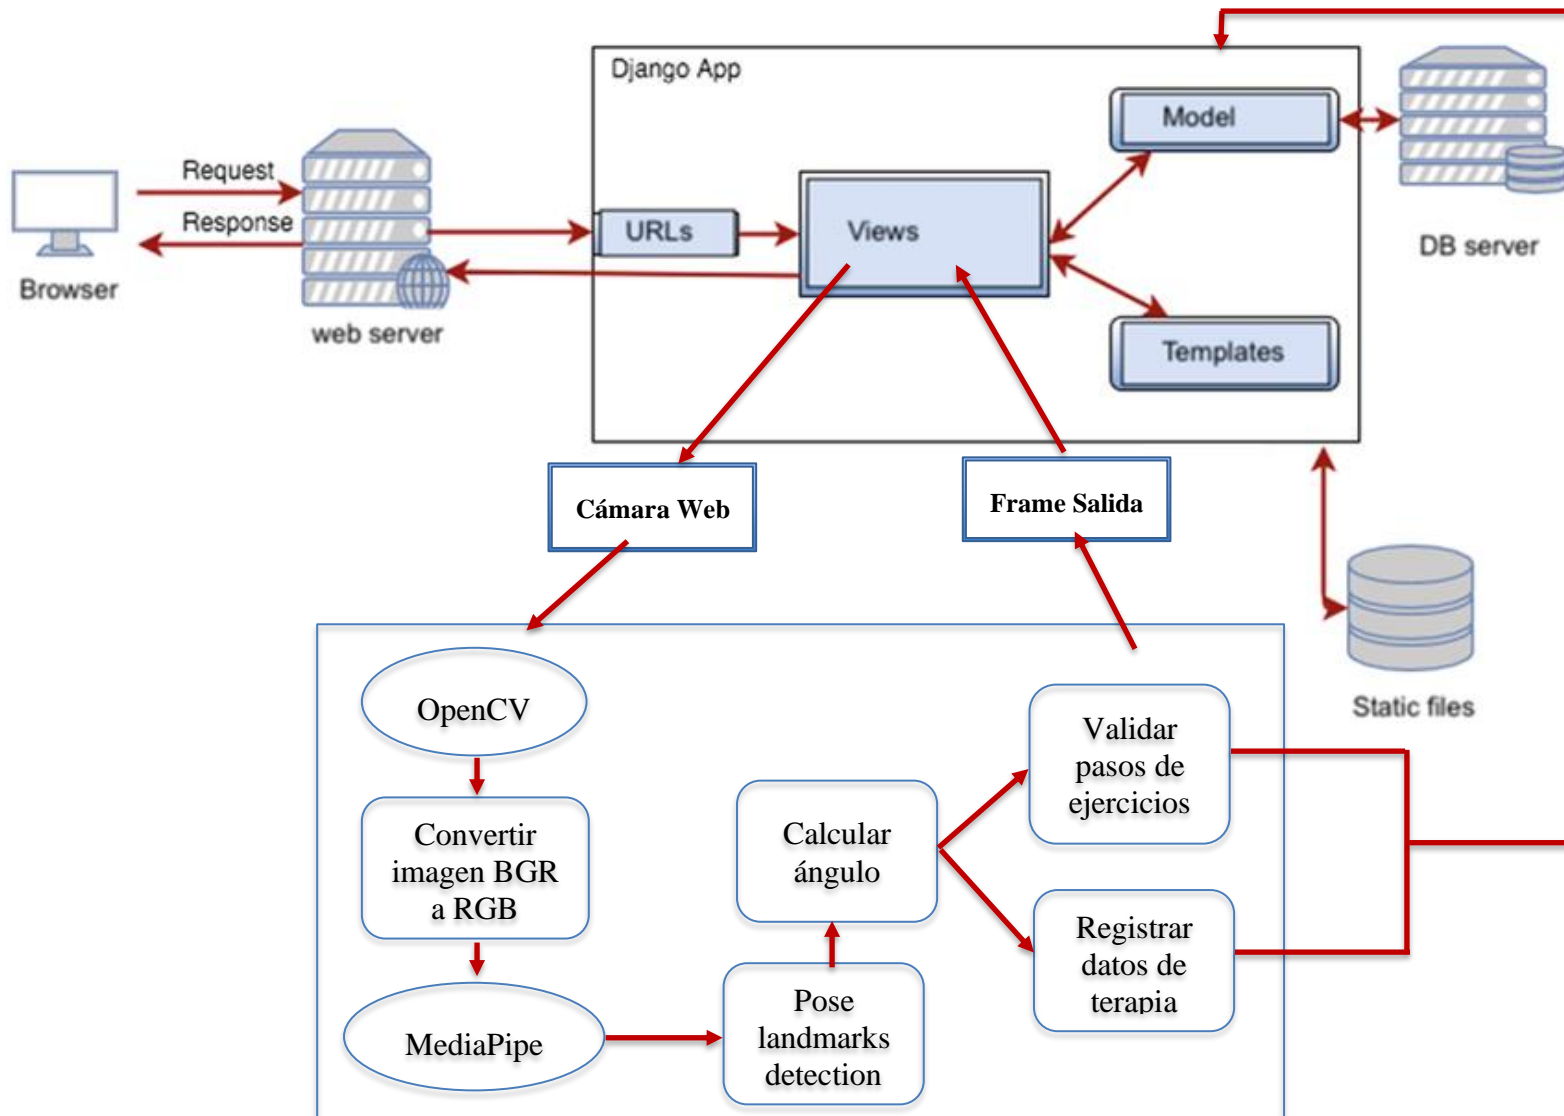 Django App
Model
Request
Response
URLs
Views
DB server
Browser
web server
Templates
Cámara Web
Frame Salida
Static files
OpenCV
Validar
pasos de
ejercicios
Convertir
imagen BGR
a RGB
Calcular
ángulo
Registrar
datos de
terapia
MediaPipe
Pose
landmarks
detection